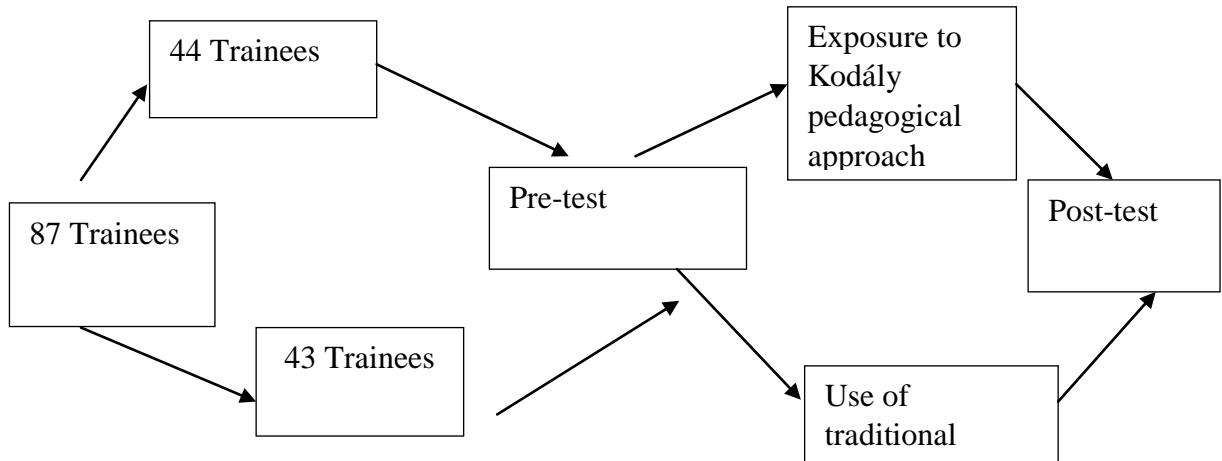 44 Trainees
Exposure to
Kodály
pedagogical
approach
Pre-test
Post-test
87 Trainees
43 Trainees
Use of
traditional